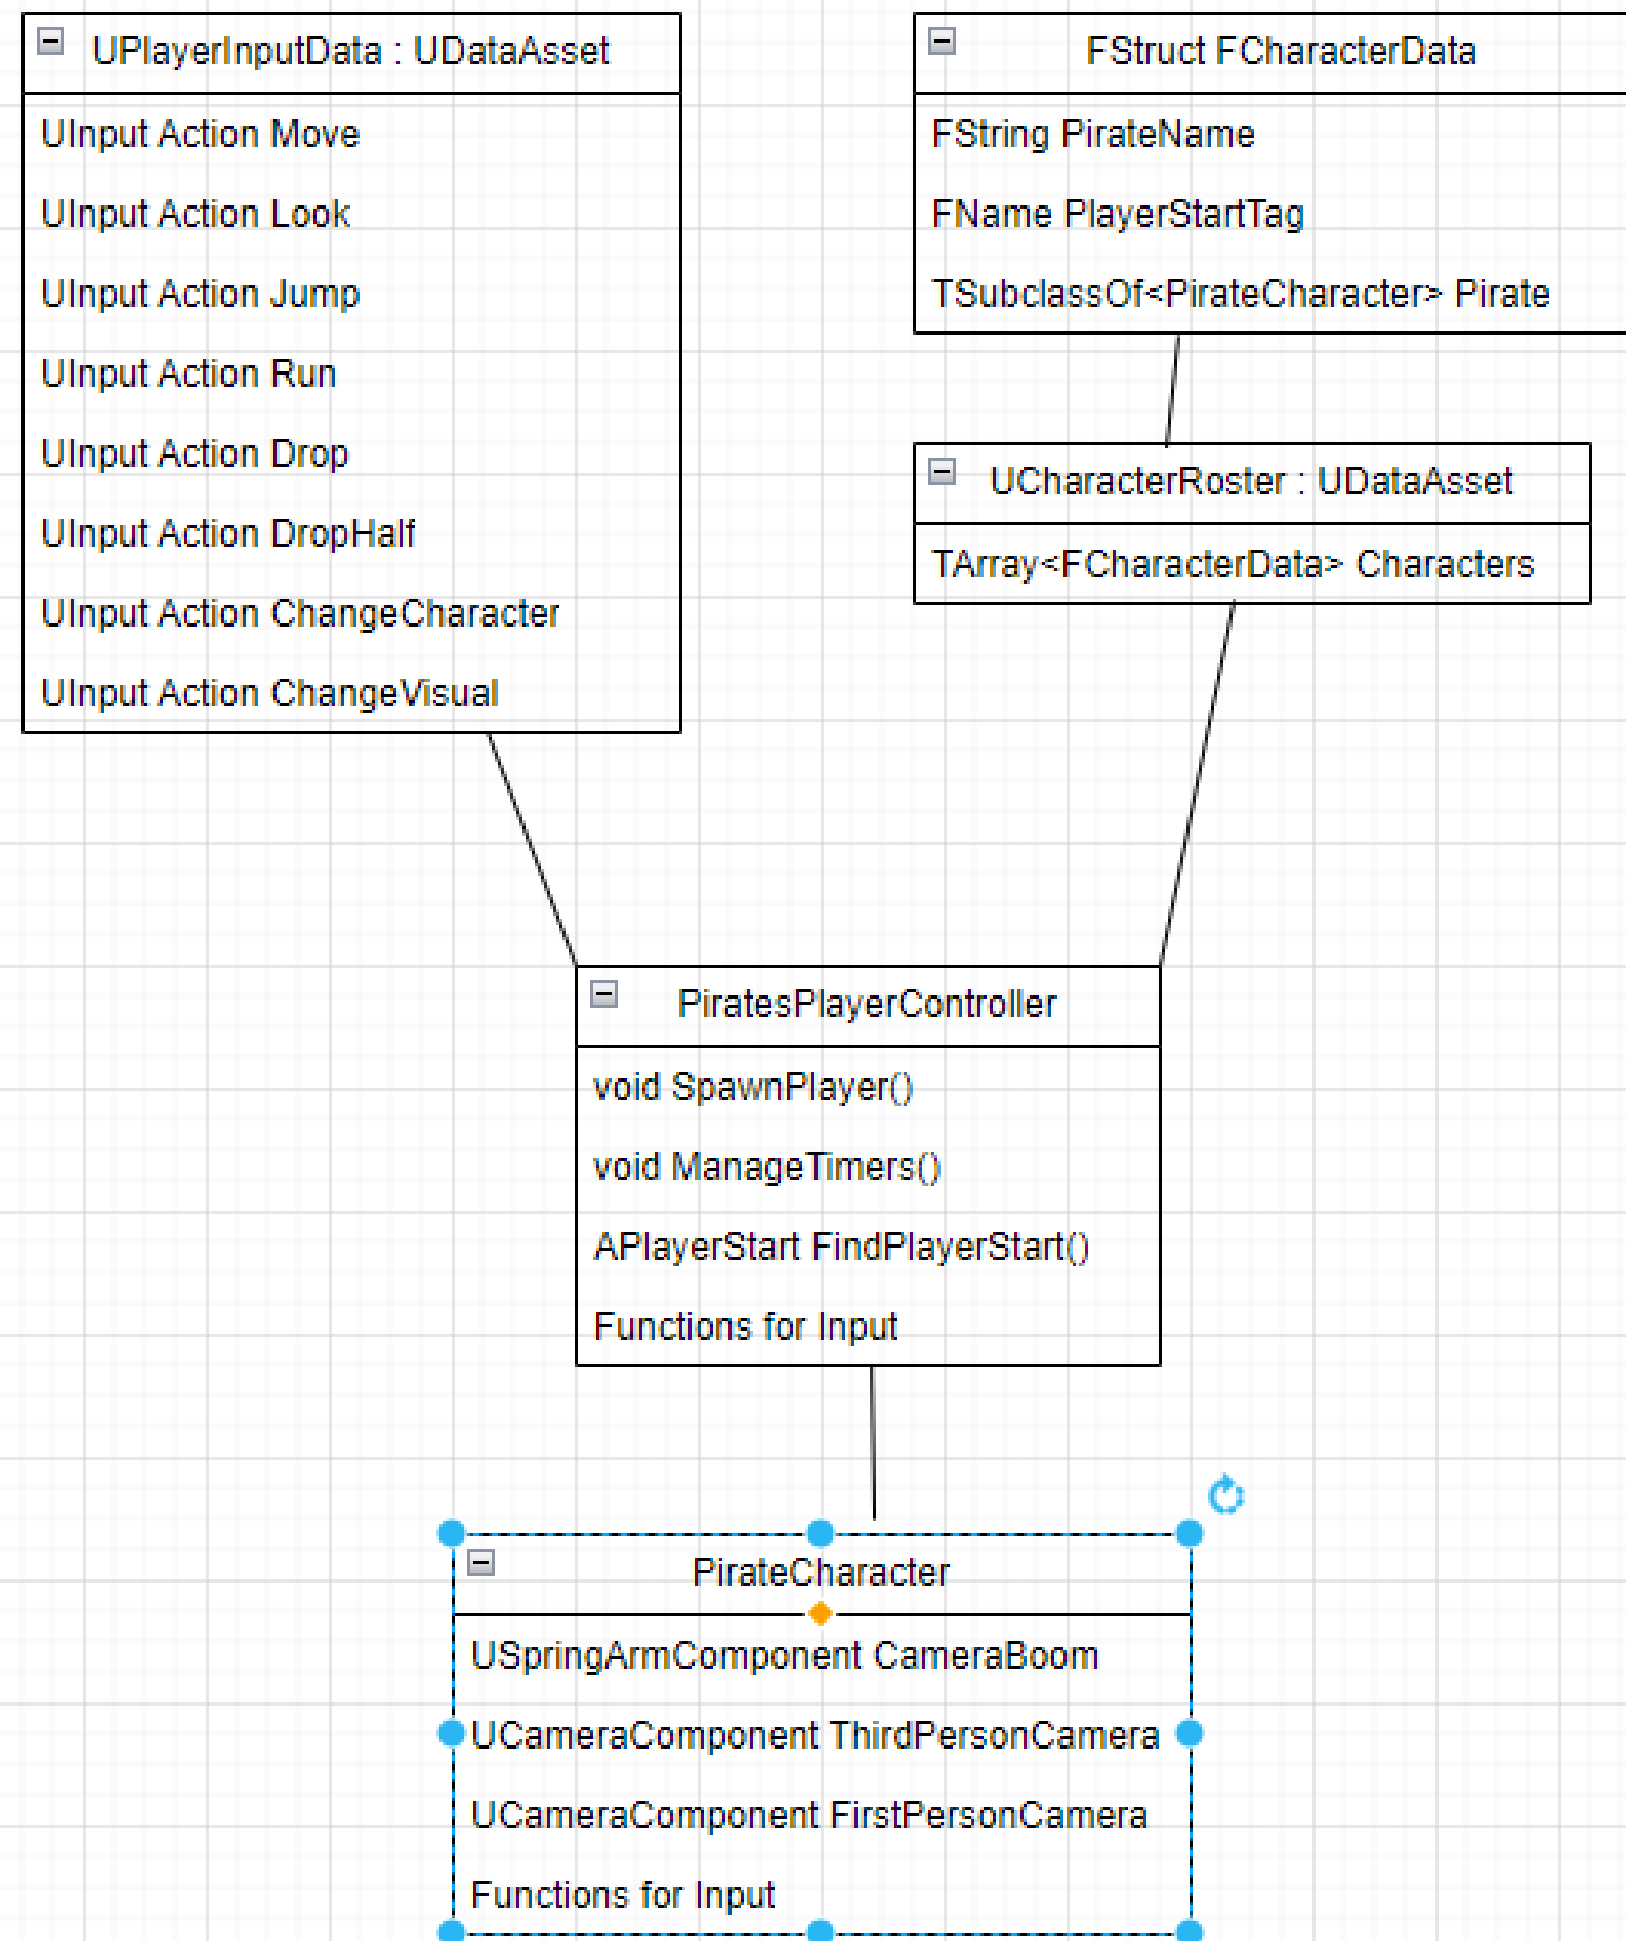 UPlayerInputData : UDataAsset
UInput Action Move
UInput Action Look
UInput Action Jump
UInput Action Run
UInput Action Drop
UInput Action DropHalf
UInput Action ChangeCharacter
UInput Action ChangeVisual
FStruct FCharacterData
FString PirateName
FName PlayerStartTag
TSubclassOf<PirateCharacter> Pirate
UCharacterRoster : UDataAsset
TArray<FCharacterData> Characters
PiratesPlayerController
void SpawnPlayer()
void ManageTimers()
APlayerStart FindPlayerStart()
Functions for Input
PirateCharacter
USpringArmComponent CameraBoom
UCameraComponent ThirdPersonCamera
UCameraComponent FirstPersonCamera
Functions for Input